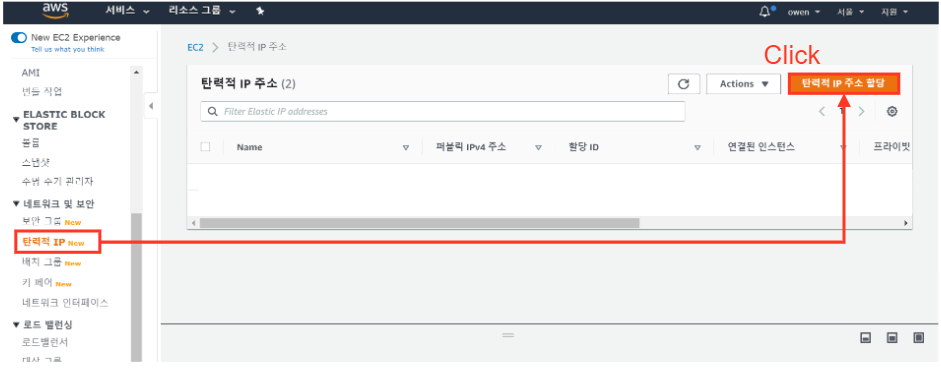 aws 서비스 리소스 그룹 owen 서울 지원
New EC2 Experience
Tell us what you think
AMI
번들 작업
ELASTIC BLOCK
STORE
볼륨
스냅샷
수명 주기 관리자
네트워크 및 보안
보안 그룹 New
탄력적 IP New
배치 그룹 New
키 페어 New
네트워크 인터페이스
로드 밸런싱
로드밸런서
대상 그룹
EC2 > 탄력적 IP 주소
Click
탄력적 IP 주소 (2) Actions 탄력적 IP 주소 할당
Filter Elastic IP addresses
Name 퍼블릭 IPv4 주소 할당 ID 연결된 인스턴스 프라이빗